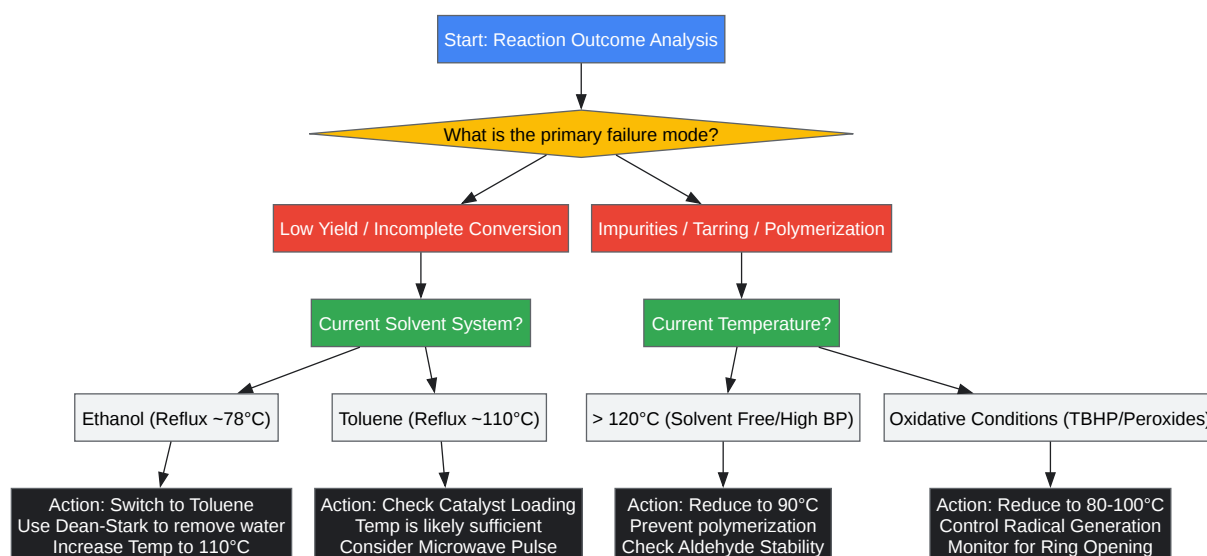 Start: Reaction Outcome Analysis
What is the primary failure mode?
Low Yield / Incomplete Conversion
Impurities / Tarring / Polymerization
Current Solvent System?
Current Temperature?
Ethanol (Reflux ~78°C)
Toluene (Reflux ~110°C)
> 120°C (Solvent Free/High BP)
Oxidative Conditions (TBHP/Peroxides)
Action: Switch to Toluene
Use Dean-Stark to remove water
Increase Temp to 110°C
Action: Check Catalyst Loading
Temp is likely sufficient
Consider Microwave Pulse
Action: Reduce to 90°C
Prevent polymerization
Check Aldehyde Stability
Action: Reduce to 80-100°C
Control Radical Generation
Monitor for Ring Opening